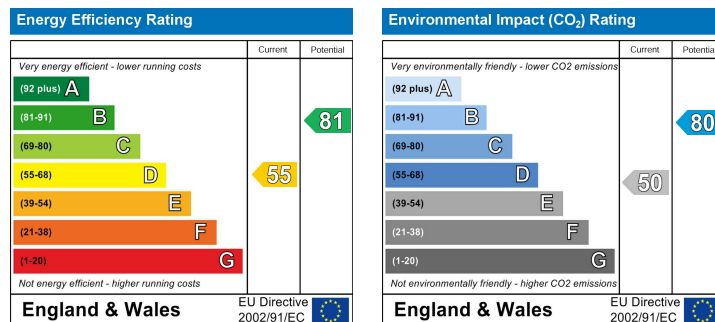 Energy Efficiency Rating
Current Potential
Very energy efficient - lower running costs
(92 plus) A
(81-91) B
81
(69-80) C
(55-68) D
55
(39-54) E
(21-38) F
(1-20) G
Not energy efficient - higher running costs
England & Wales
EU Directive
2002/91/EC
Environmental Impact (CO₂) Rating
Current Potential
Very environmentally friendly - lower CO2 emissions
(92 plus) A
(81-91) B
80
(69-80) C
(55-68) D
50
(39-54) E
(21-38) F
(1-20) G
Not environmentally friendly - higher CO2 emissions
England & Wales
EU Directive
2002/91/EC